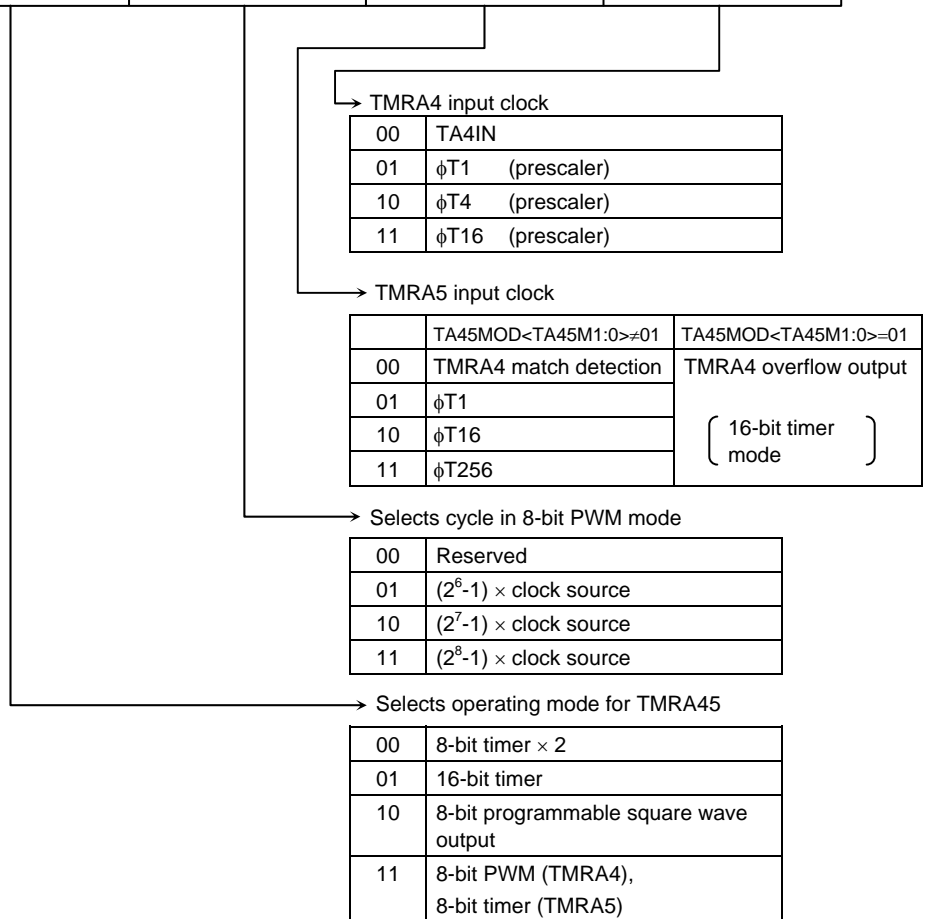 TMRA4 input clock
00 TA4IN
01 ϕT1 (prescaler)
10 ϕT4 (prescaler)
11 ϕT16 (prescaler)
TMRA5 input clock
TA45MOD<TA45M1:0>≠01 TA45MOD<TA45M1:0>=01
00 TMRA4 match detection TMRA4 overflow output
01 ϕT1
10 ϕT16 16-bit timer
mode
11 ϕT256
Selects cycle in 8-bit PWM mode
00 Reserved
01 (2⁶-1) × clock source
10 (2⁷-1) × clock source
11 (2⁸-1) × clock source
Selects operating mode for TMRA45
00 8-bit timer × 2
01 16-bit timer
10 8-bit programmable square wave
output
11 8-bit PWM (TMRA4),
8-bit timer (TMRA5)